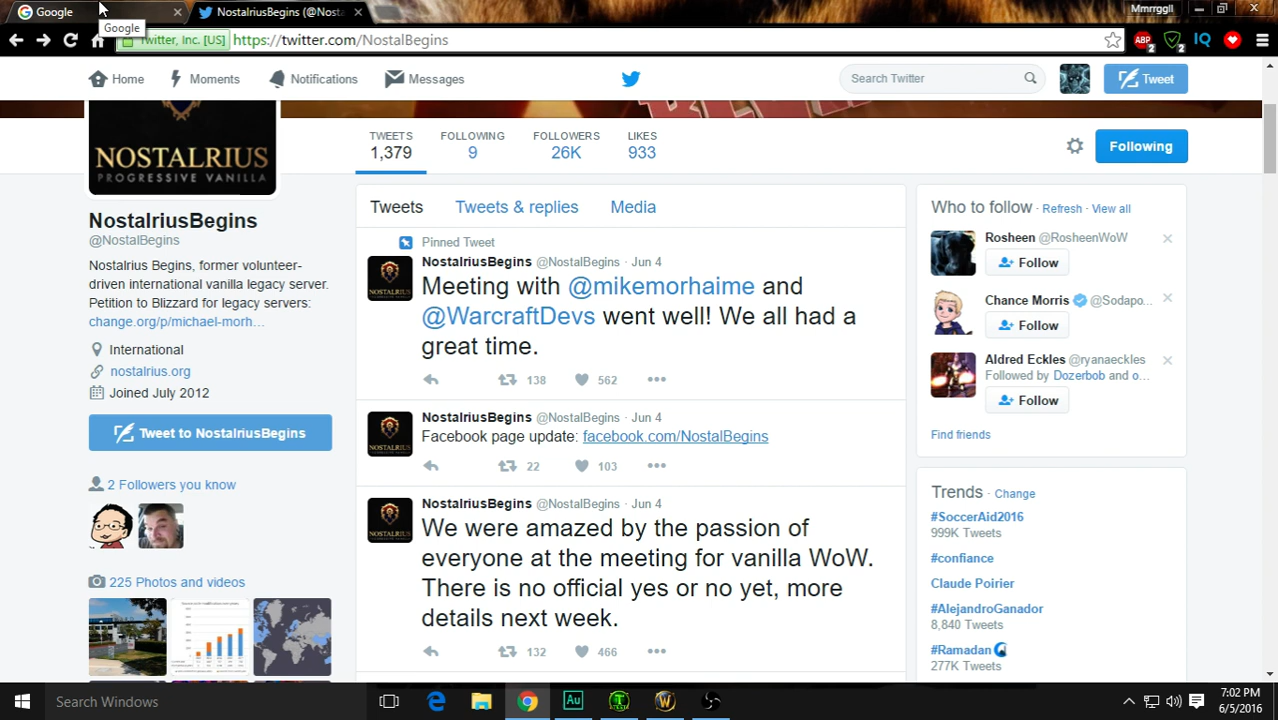 Google
NostalriusBegins (@Nosta
Mmrrggll
Google
Twitter, Inc. [US]
https://twitter.com/NostalBegins
ABP
2
2
IQ
Home
Moments
Notifications
Messages
Search Twitter
Tweet
NOSTALRIUS
PROGRESSIVE VANILLA
TWEETS
1,379
FOLLOWING
9
FOLLOWERS
26K
LIKES
933
Following
NostalriusBegins
@NostalBegins
Nostalrius Begins, former volunteer-
driven international vanilla legacy server.
Petition to Blizzard for legacy servers:
change.org/p/michael-morh…
International
nostalrius.org
Joined July 2012
Tweet to NostalriusBegins
2 Followers you know
225 Photos and videos
Tweets
Tweets & replies
Media
Pinned Tweet
NostalriusBegins @NostalBegins · Jun 4
Meeting with @mikemorhaime and
@WarcraftDevs went well! We all had a
great time.
138
562
NostalriusBegins @NostalBegins · Jun 4
Facebook page update: facebook.com/NostalBegins
22
103
NostalriusBegins @NostalBegins · Jun 4
We were amazed by the passion of
everyone at the meeting for vanilla WoW.
There is no official yes or no yet, more
details next week.
132
466
Who to follow · Refresh · View all
Rosheen @RosheenWoW
Follow
Chance Morris @Sodapo...
Follow
Aldred Eckles @ryanaeckles
Followed by Dozerbob and o...
Follow
Find friends
Trends · Change
#SoccerAid2016
999K Tweets
#confiance
Claude Poirier
#AlejandroGanador
8,840 Tweets
#Ramadan
277K Tweets
Search Windows
Au
7:02 PM
6/5/2016